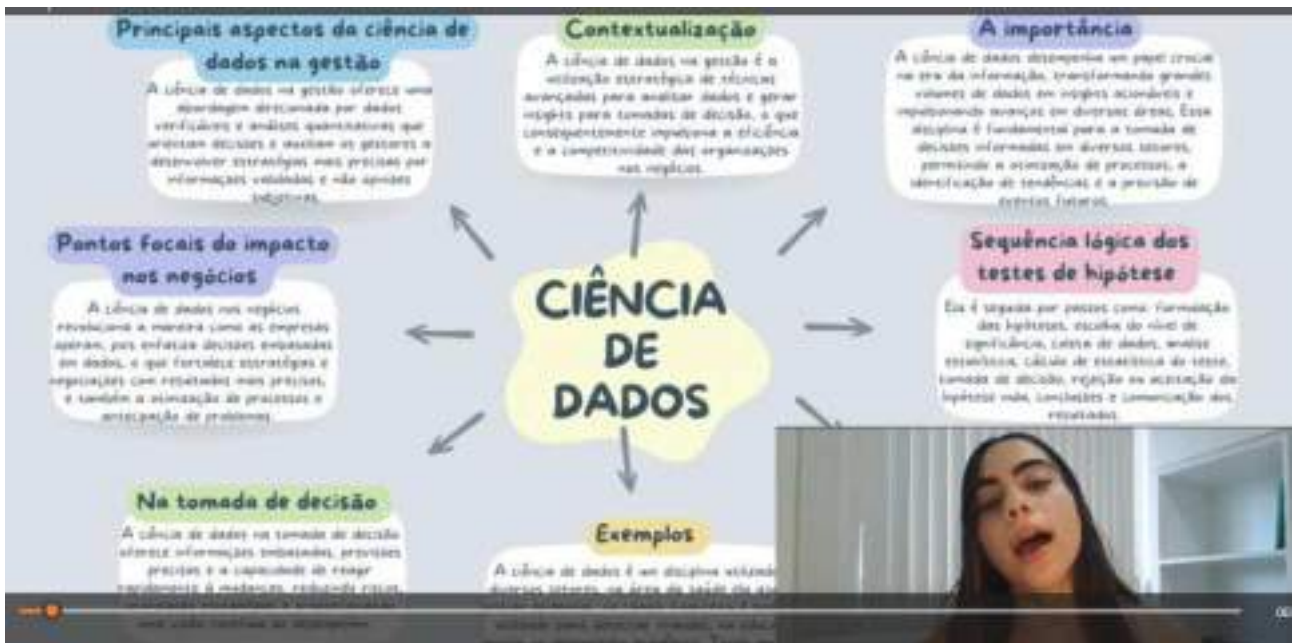 Principais aspectos da ciência de
dados na gestão
A ciência de dados na gestão oferece uma
abordagem direcionada por dados
verificáveis e análises quantitativas que
orientam decisões e auxiliam os gestores a
desenvolver estratégias mais precisas por
informações validadas e não opiniões
subjetivas.
Contextualização
A ciência de dados na gestão é a
utilização estratégica de técnicas
avançadas para analisar dados e gerar
insights para tomadas de decisão, o que
consequentemente impulsiona a eficiência
e a competitividade das organizações
nos negócios.
A importância
A ciência de dados desempenha um papel crucial
na era da informação, transformando grandes
volumes de dados em insights acionáveis e
impulsionando avanços em diversas áreas. Essa
disciplina é fundamental para a tomada de
decisões informadas em diversos setores,
permitindo a otimização de processos, a
identificação de tendências e a previsão de
eventos futuros.
Pontos focais do impacto
nos negócios
A ciência de dados nos negócios
revoluciona a maneira como as empresas
operam, pois enfatiza decisões embasadas
em dados, o que fortalece estratégias e
negociações com resultados mais precisos,
e também a otimização de processos e
antecipação de problemas.
CIÊNCIA
DE
DADOS
Sequência lógica dos
testes de hipótese
Ela é seguida por passos como: formulação
das hipóteses, escolha do nível de
significância, coleta de dados, análise
estatística, cálculo de estatística do teste,
tomada de decisão, rejeição ou aceitação da
hipótese nula, conclusões e comunicação dos
resultados.
Na tomada de decisão
A ciência de dados na tomada de decisão
oferece informações embasadas, previsões
precisas e a capacidade de reagir
rapidamente à mudanças, reduzindo riscos,
Exemplos
A ciência de dados é um disciplina utilizada
diversos setores, na área da saúde ela